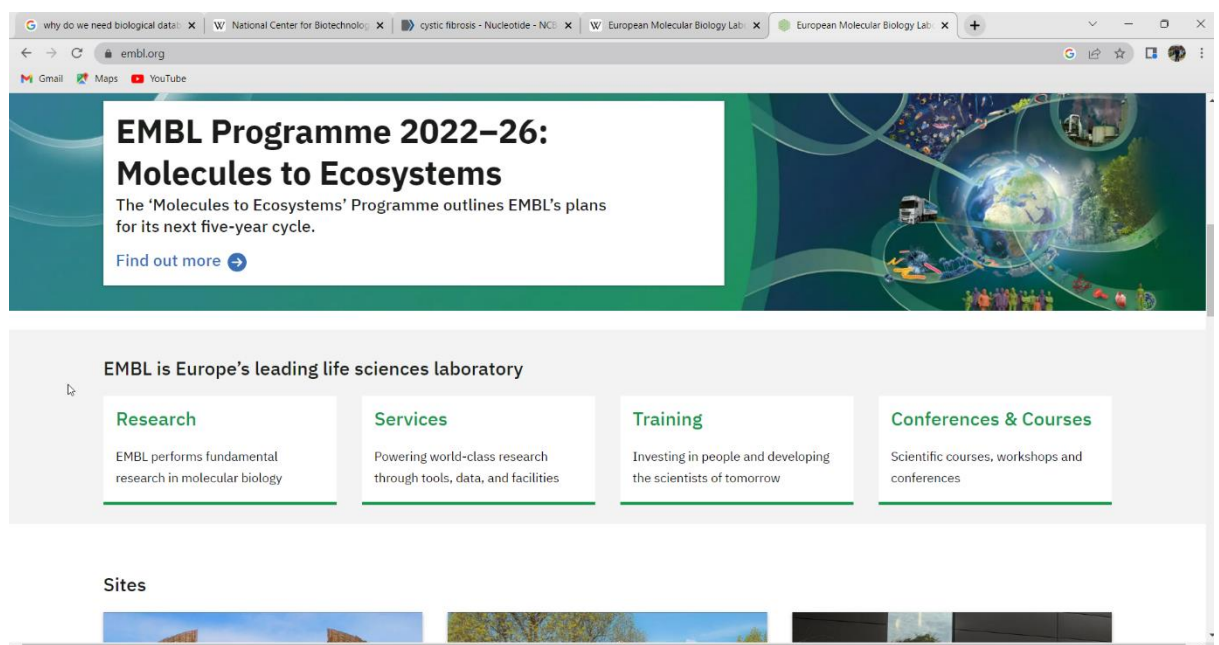 why do we need biological datab
National Center for Biotechnolog
cystic fibrosis - Nucleotide - NCB
European Molecular Biology Lab
European Molecular Biology Lab
embl.org
Gmail Maps YouTube
EMBL Programme 2022–26:
Molecules to Ecosystems
The ‘Molecules to Ecosystems’ Programme outlines EMBL’s plans
for its next five-year cycle.
Find out more
EMBL is Europe’s leading life sciences laboratory
Research
EMBL performs fundamental
research in molecular biology
Services
Powering world-class research
through tools, data, and facilities
Training
Investing in people and developing
the scientists of tomorrow
Conferences & Courses
Scientific courses, workshops and
conferences
Sites